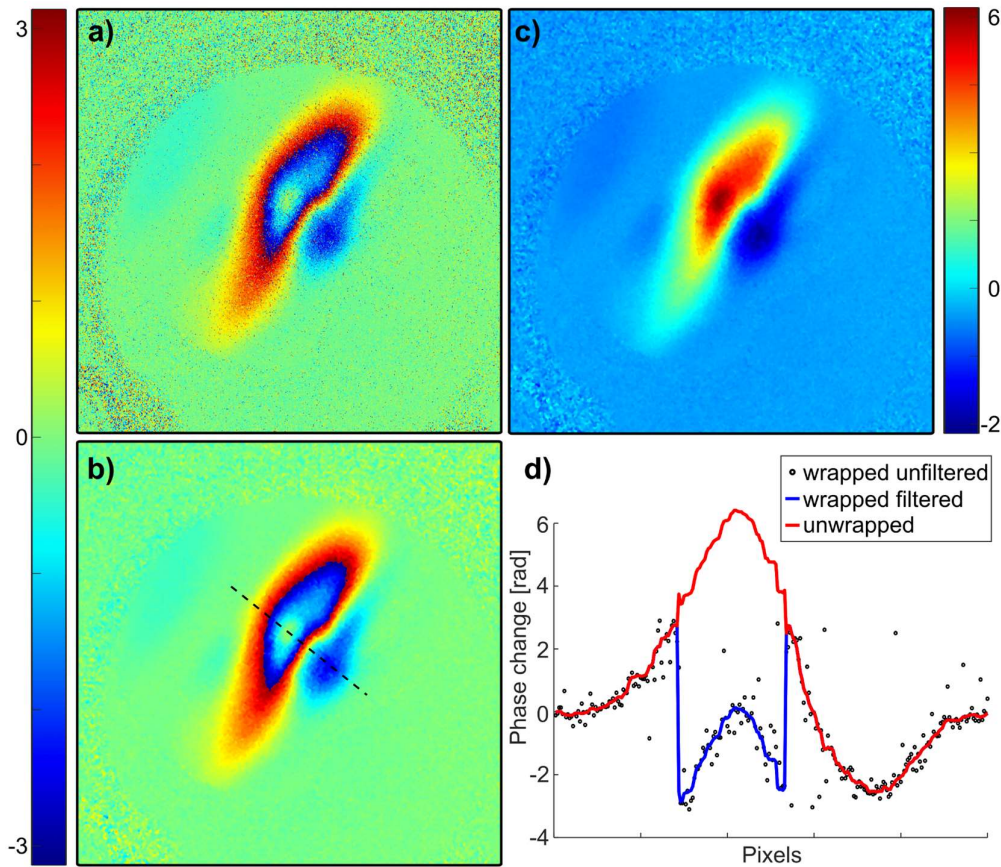 3
0
-3
a)
b)
c)
6
0
-2
d)
wrapped unfiltered
wrapped filtered
unwrapped
Phase change [rad]
6
4
2
0
-2
-4
Pixels